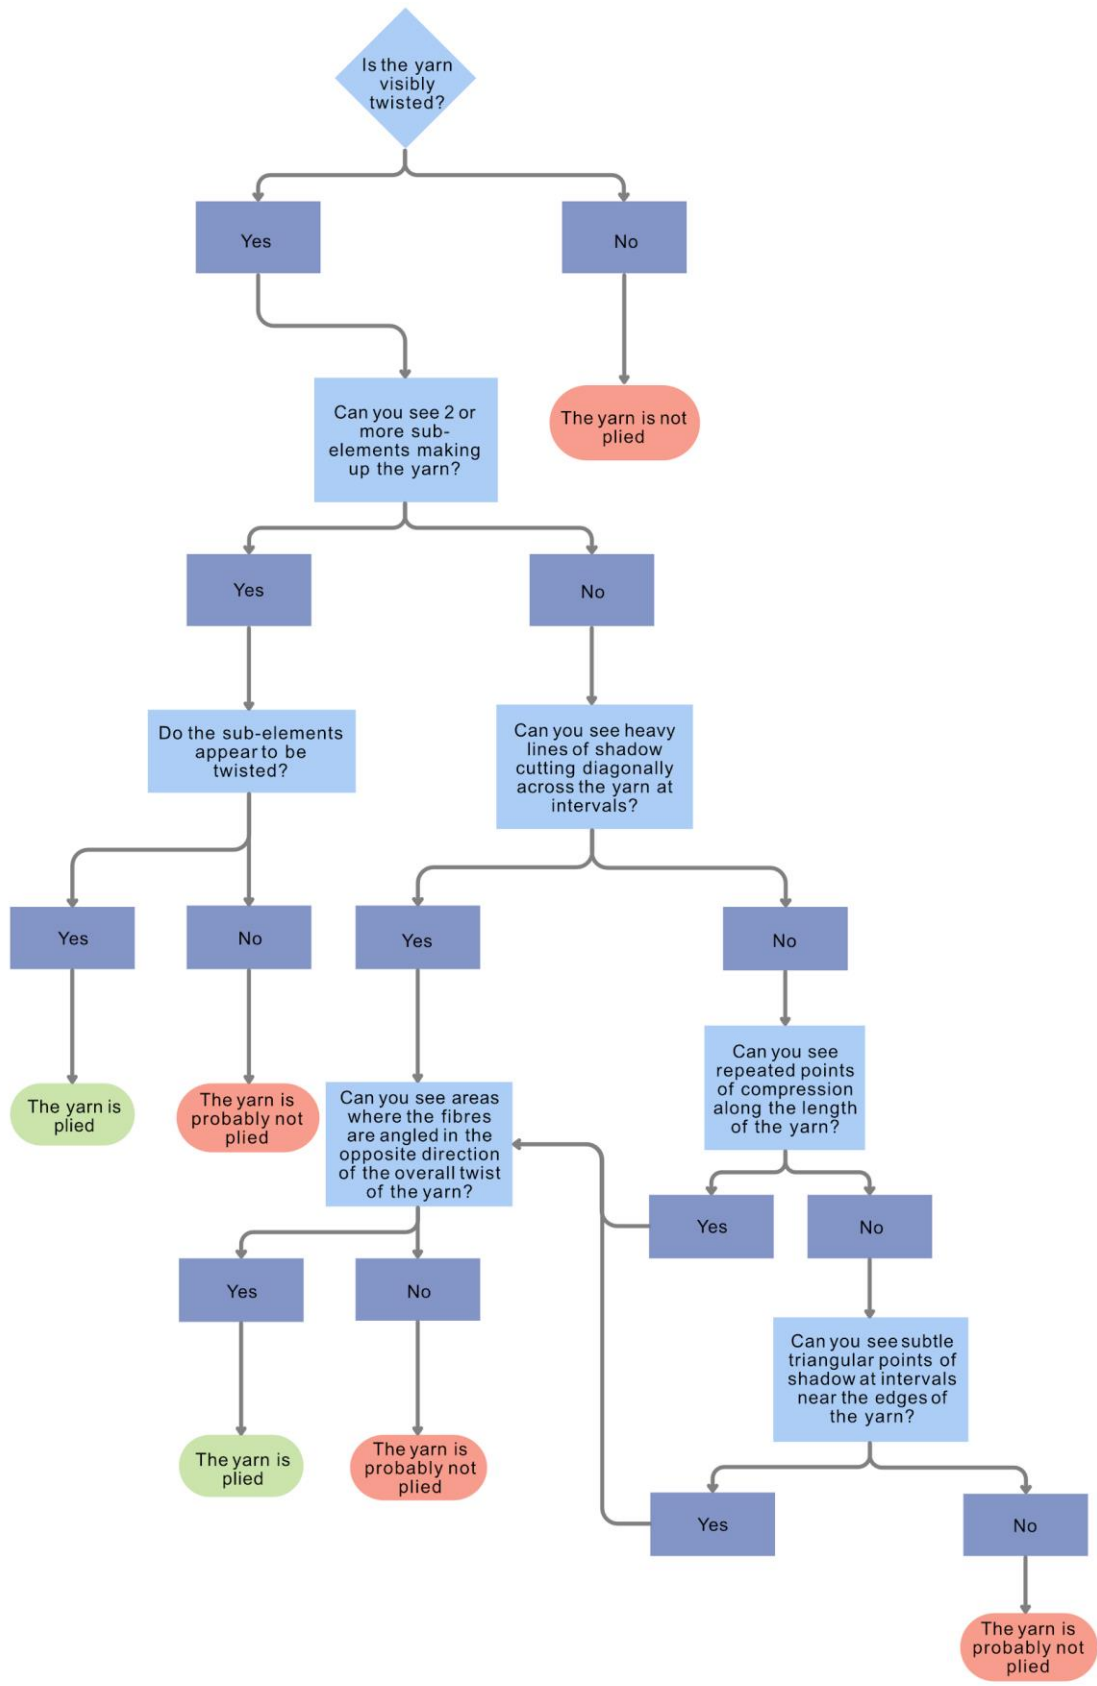 Is the yarn
visibly
twisted?
Yes
No
The yarn is not
plied
Can you see 2 or
more sub-
elements making
up the yarn?
Yes
No
Do the sub-elements
appear to be
twisted?
Can you see heavy
lines of shadow
cutting diagonally
across the yarn at
intervals?
Yes
No
Yes
No
The yarn is
plied
The yarn is
probably not
plied
Can you see areas
where the fibres
are angled in the
opposite direction
of the overall twist
of the yarn?
Can you see
repeated points
of compression
along the length
of the yarn?
Yes
No
Yes
No
Can you see subtle
triangular points of
shadow at intervals
near the edges of
the yarn?
The yarn is
plied
The yarn is
probably not
plied
Yes
No
The yarn is
probably not
plied